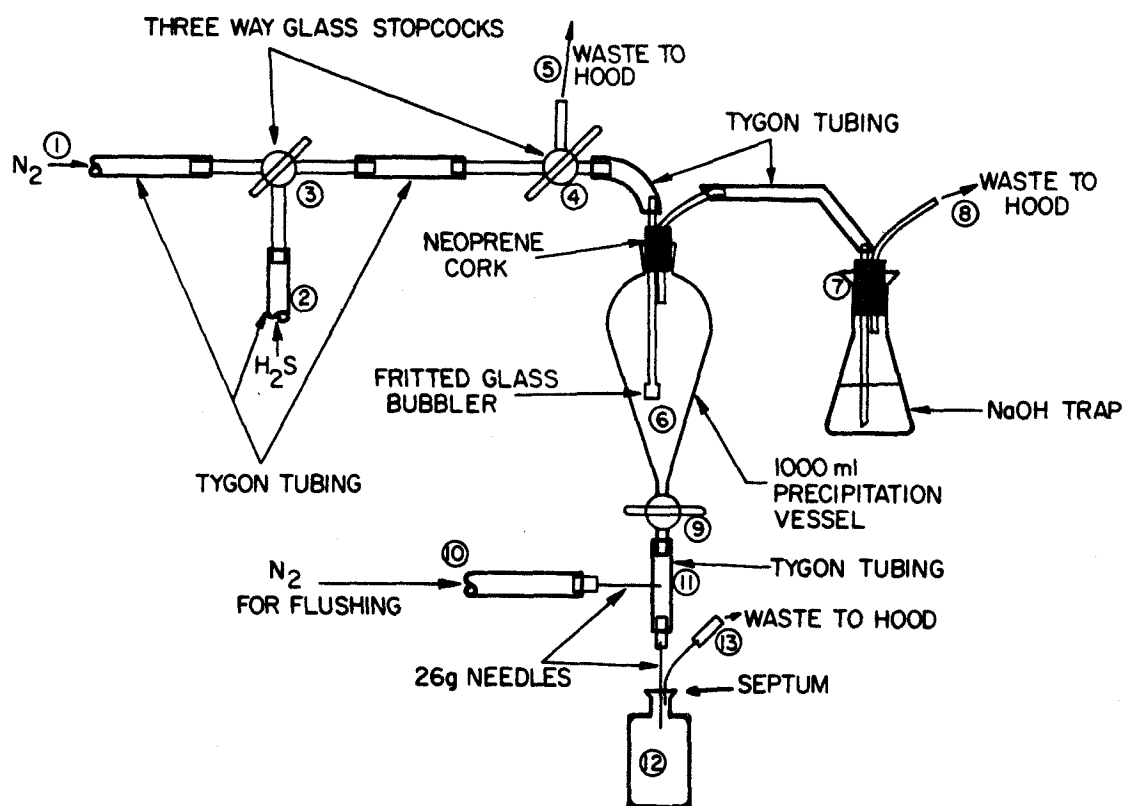 THREE WAY GLASS STOPCOCKS
⑤
WASTE TO
HOOD
TYGON TUBING
①
N₂
③
④
WASTE TO
HOOD
⑧
NEOPRENE
CORK
②
H₂S
⑦
FRITTED GLASS
BUBBLER
⑥
NaOH TRAP
TYGON TUBING
1000 ml
PRECIPITATION
VESSEL
⑨
⑩
N₂
FOR FLUSHING
⑪
TYGON TUBING
WASTE TO HOOD
⑬
26g NEEDLES
SEPTUM
⑫